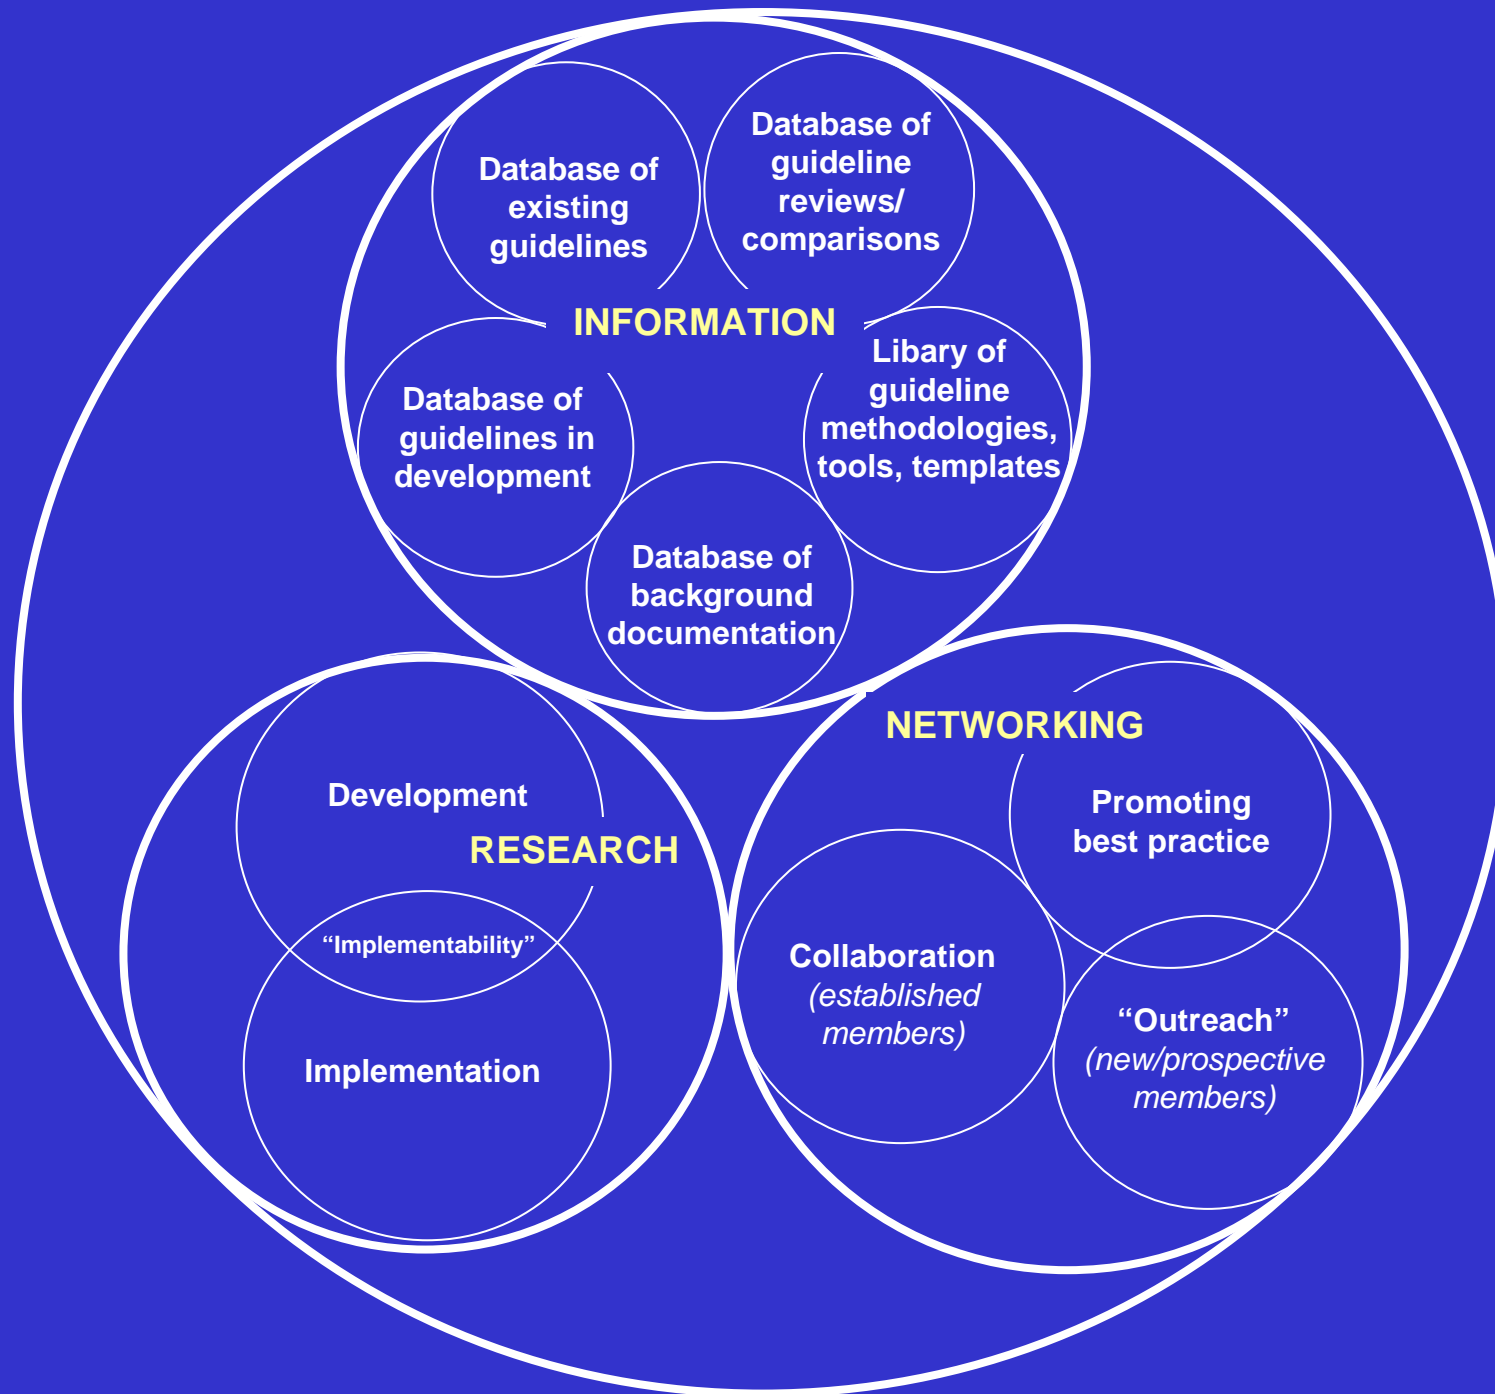 Database of
existing
guidelines
Database of
guideline
reviews/
comparisons
INFORMATION
Database of
guidelines in
development
Libary of
guideline
methodologies,
tools, templates
Database of
background
documentation
Development
RESEARCH
“Implementability”
Implementation
NETWORKING
Promoting
best practice
Collaboration
(established
members)
“Outreach”
(new/prospective
members)